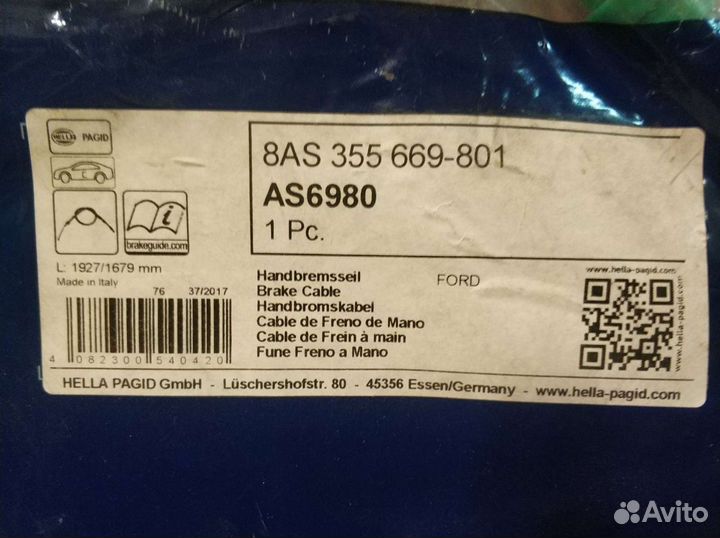 HELLA PAGID
8AS 355 669-801
AS6980
1 Pc.
brakeguide.com
L: 1927/1679 mm
Made in Italy
76 37/2017
4 082300 540420
Handbremsseil
Brake Cable
Handbromskabel
Cable de Freno de Mano
Cable de Frein à main
Fune Freno a Mano
FORD
www.hella-pagid.com
hella-pagid.com
HELLA PAGID GmbH - Lüschershofstr. 80 - 45356 Essen/Germany - www.hella-pagid.com
Avito